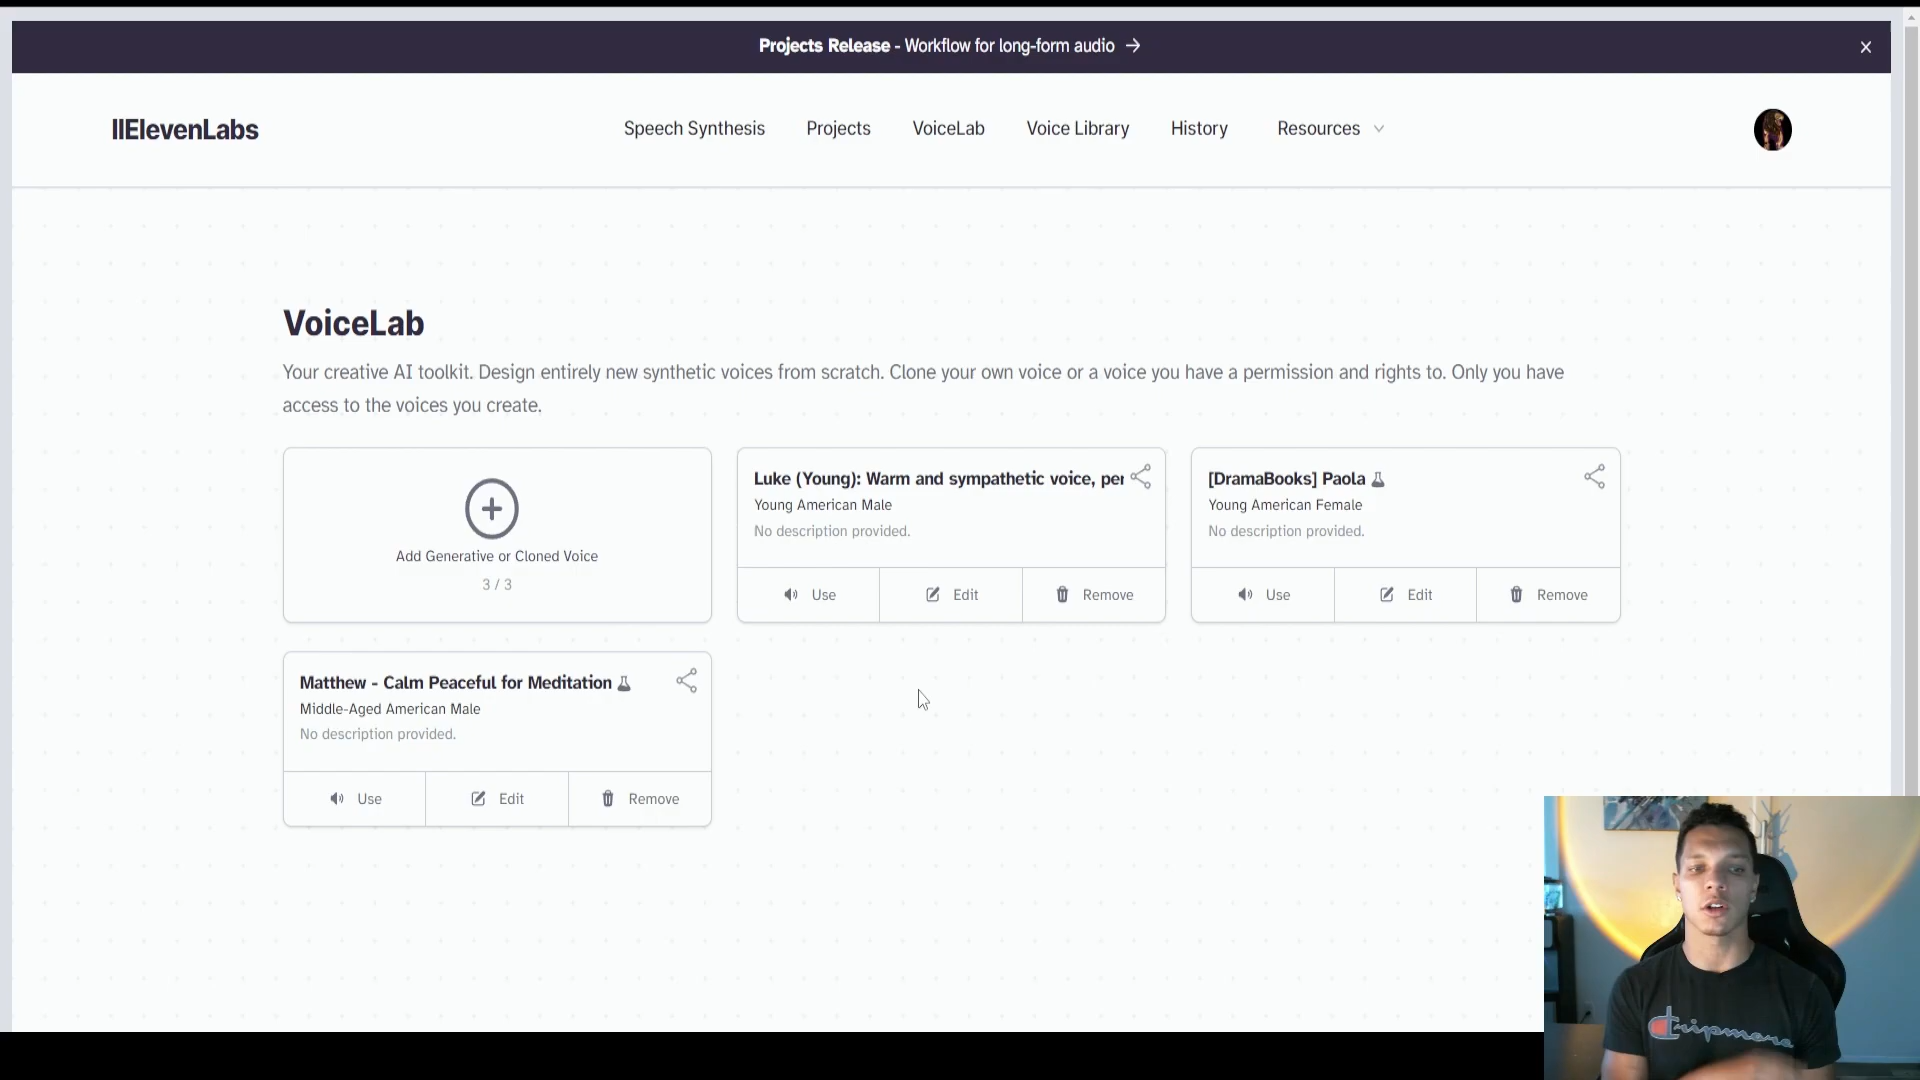 Projects Release - Workflow for long-form audio →
IIElevenLabs
Speech Synthesis
Projects
VoiceLab
Voice Library
History
Resources
VoiceLab
Your creative AI toolkit. Design entirely new synthetic voices from scratch. Clone your own voice or a voice you have a permission and rights to. Only you have
access to the voices you create.
Add Generative or Cloned Voice
3 / 3
Luke (Young): Warm and sympathetic voice, per
Young American Male
No description provided.
Use
Edit
Remove
[DramaBooks] Paola
Young American Female
No description provided.
Use
Edit
Remove
Matthew - Calm Peaceful for Meditation
Middle-Aged American Male
No description provided.
Use
Edit
Remove